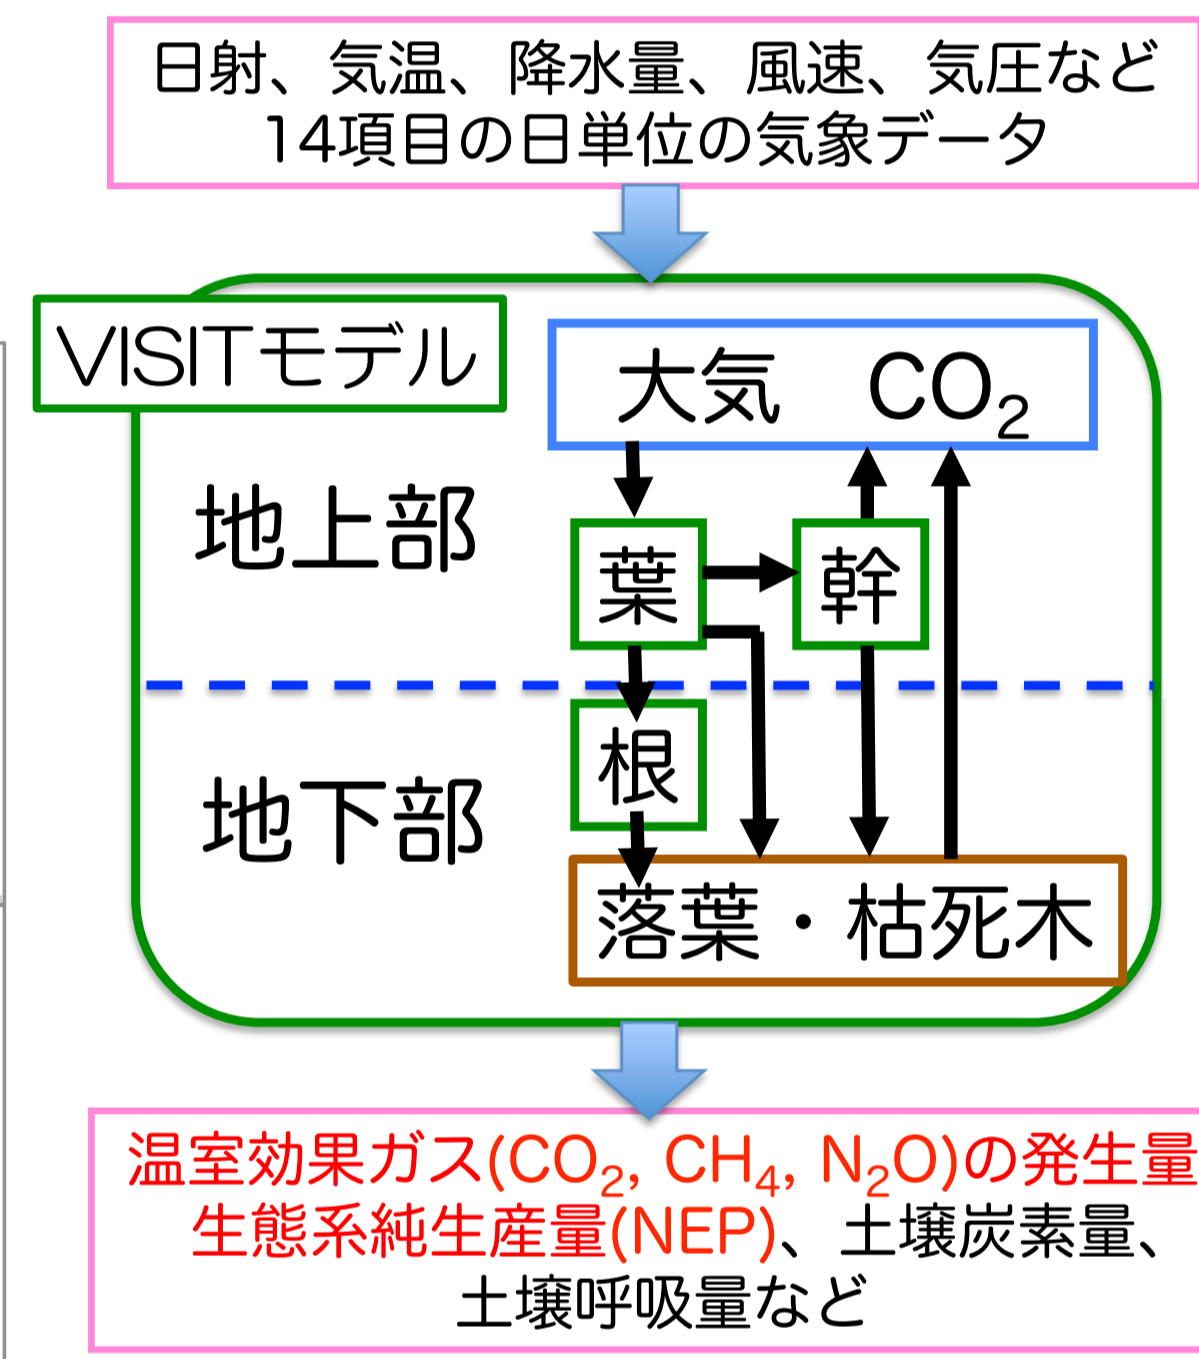 日射、気温、降水量、風速、気圧など
14項目の日単位の気象データ
VISITモデル
大気　CO₂
地上部
葉
幹
地下部
根
落葉・枯死木
温室効果ガス(CO₂, CH₄, N₂O)の発生量
生態系純生産量(NEP)、土壌炭素量、
土壌呼吸量など